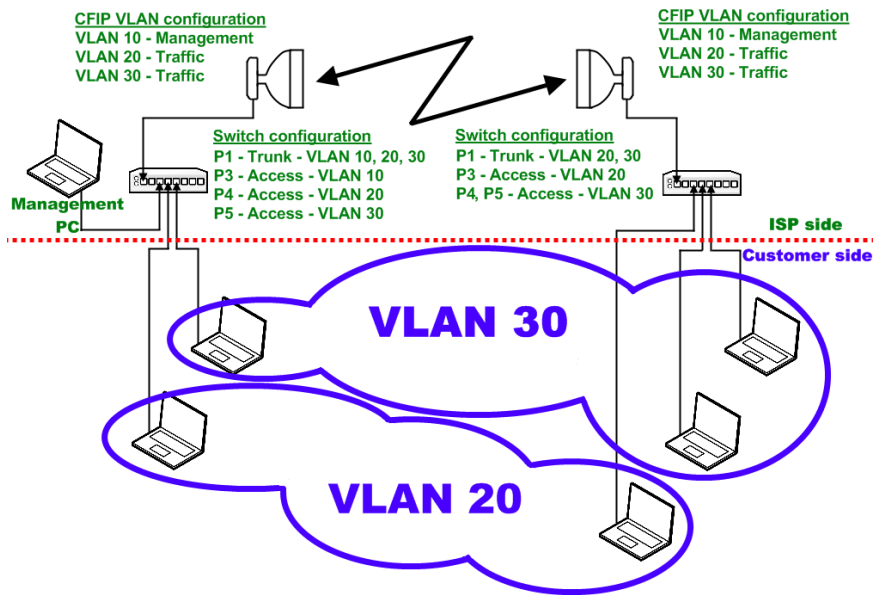 CFIP VLAN configuration
VLAN 10 - Management
VLAN 20 - Traffic
VLAN 30 - Traffic
CFIP VLAN configuration
VLAN 10 - Management
VLAN 20 - Traffic
VLAN 30 - Traffic
Switch configuration
P1 - Trunk - VLAN 10, 20, 30
P3 - Access - VLAN 10
P4 - Access - VLAN 20
P5 - Access - VLAN 30
Switch configuration
P1 - Trunk - VLAN 20, 30
P3 - Access - VLAN 20
P4, P5 - Access - VLAN 30
Management
PC
ISP side
Customer side
VLAN 30
VLAN 20